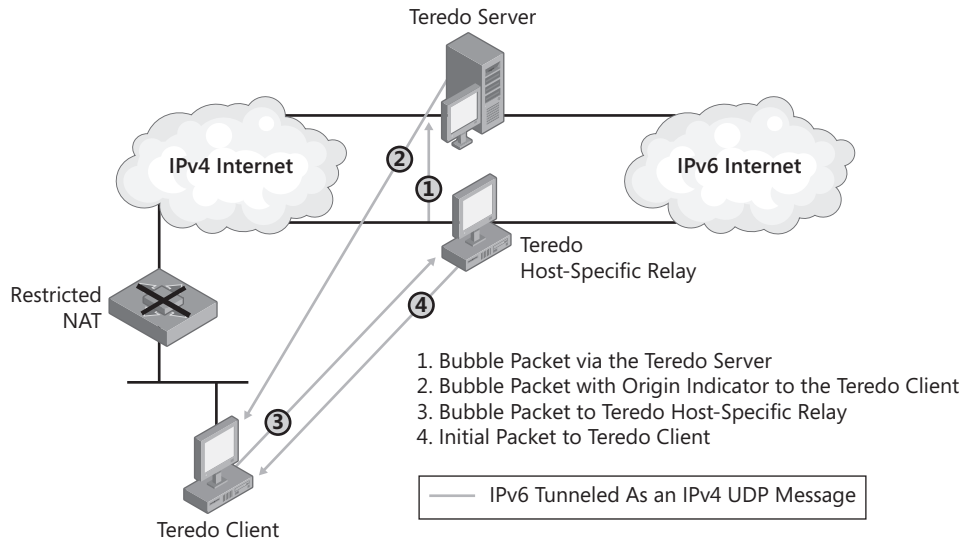 Teredo Server
IPv4 Internet
IPv6 Internet
2
1
Teredo
Host-Specific Relay
Restricted
NAT
4
1. Bubble Packet via the Teredo Server
2. Bubble Packet with Origin Indicator to the Teredo Client
3. Bubble Packet to Teredo Host-Specific Relay
4. Initial Packet to Teredo Client
3
IPv6 Tunneled As an IPv4 UDP Message
Teredo Client